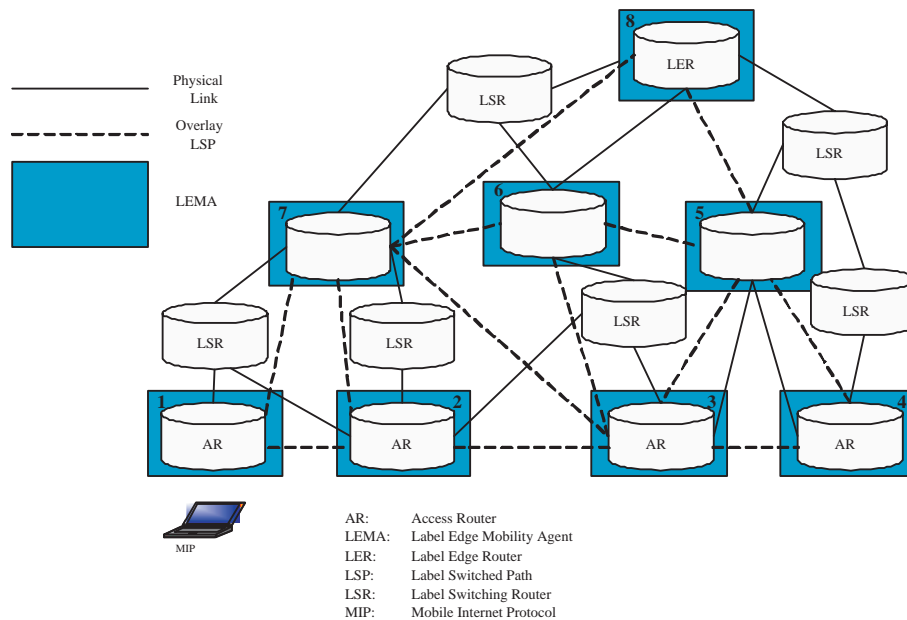 8
LER
Physical
Link
LSR
Overlay
LSP
LSR
LEMA
6
7
5
LSR
LSR
LSR
LSR
1
2
3
4
AR
AR
AR
AR
MIP
AR: Access Router
LEMA: Label Edge Mobility Agent
LER: Label Edge Router
LSP: Label Switched Path
LSR: Label Switching Router
MIP: Mobile Internet Protocol